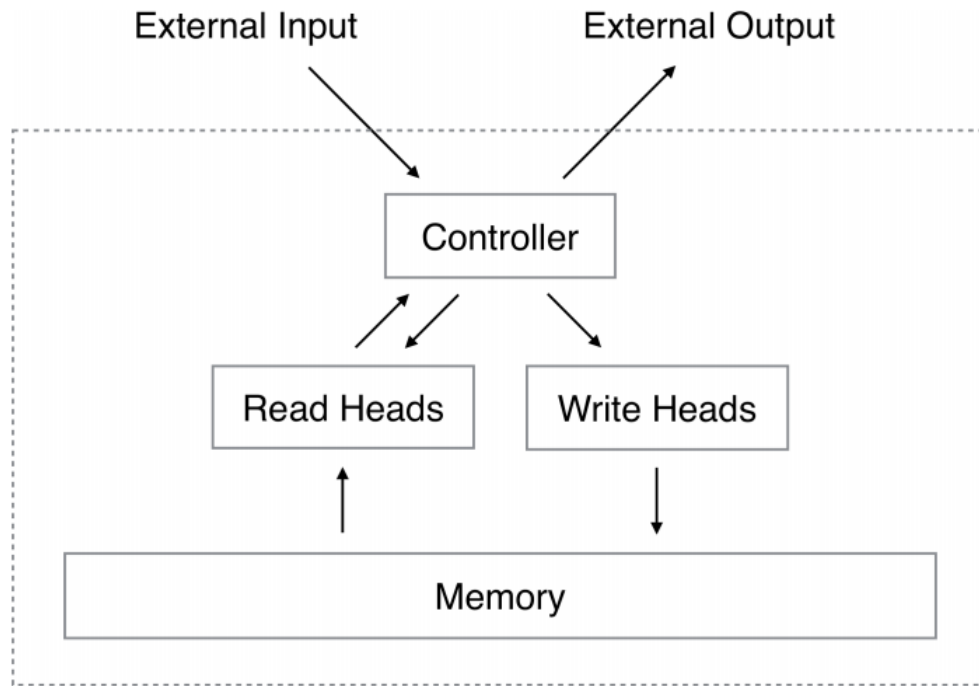 External Input
External Output
Controller
Read Heads
Write Heads
Memory